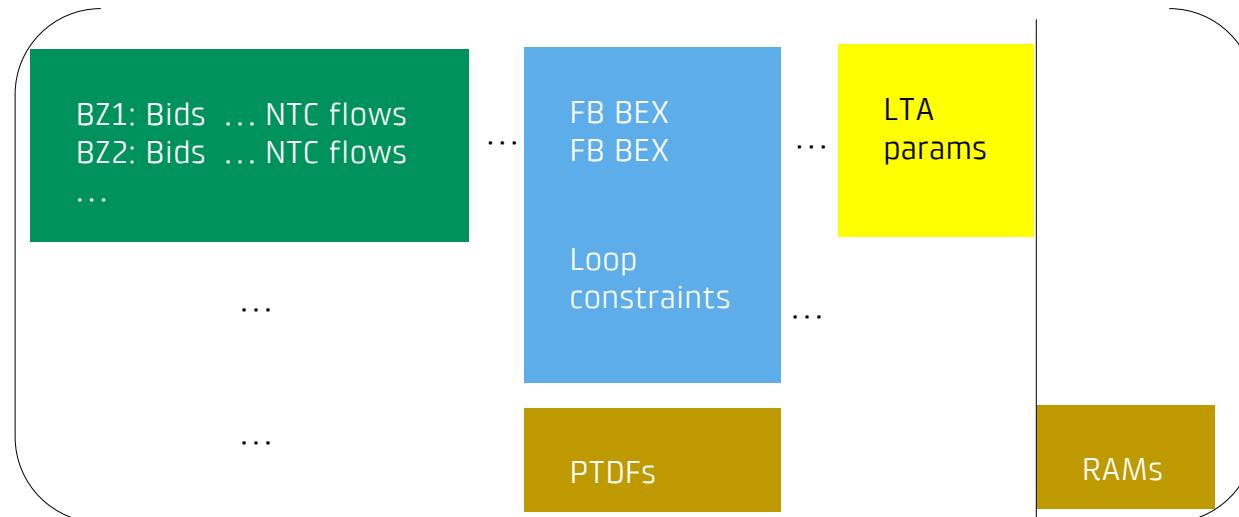 BZ1: Bids … NTC flows
BZ2: Bids … NTC flows
…
…
FB BEX
FB BEX
Loop
constraints
…
LTA
params
…
…
…
PTDFs
RAMs